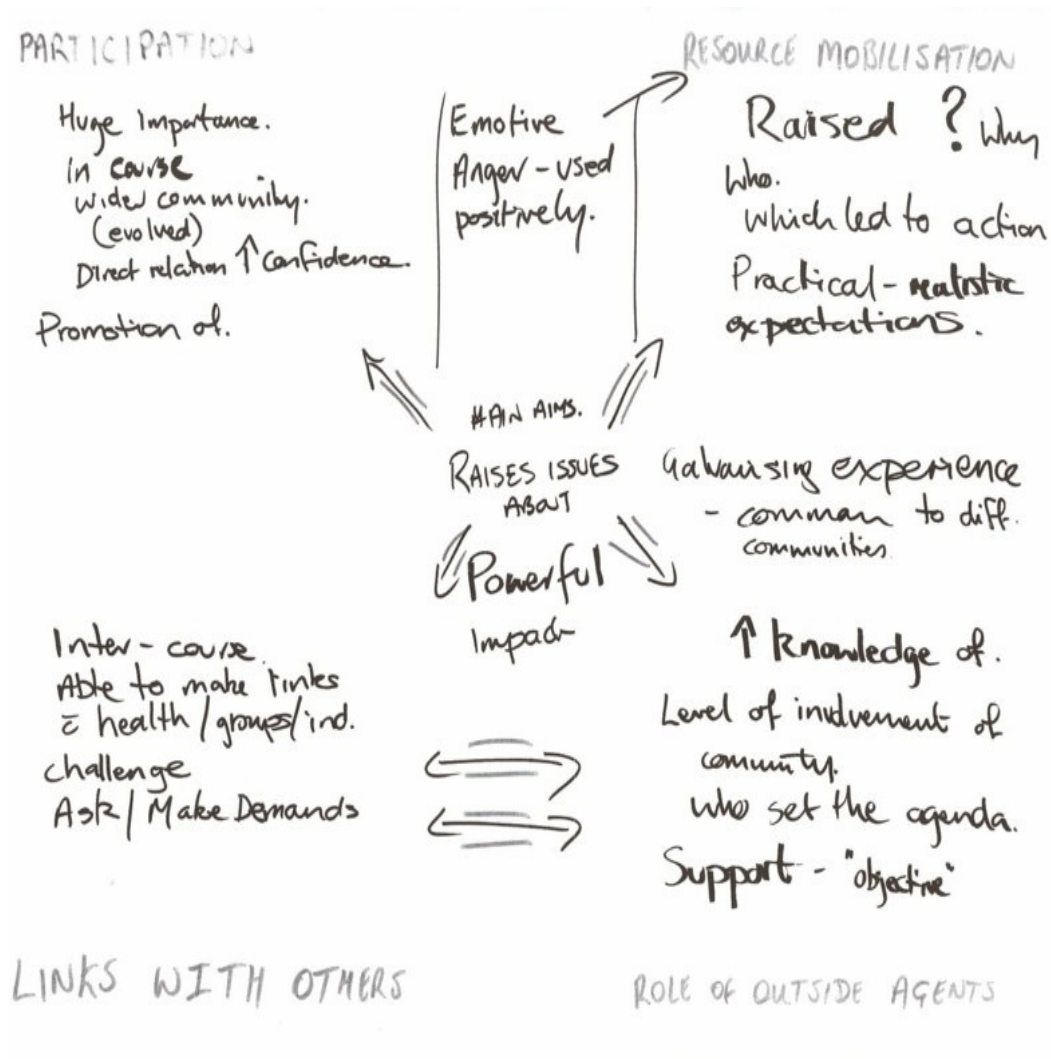 PARTICIPATION
Huge Importance.
in course
wider community.
(evolved)
Direct relation ↑ Confidence.
Promotion of.
Emotive
Anger - used
positively.
RESOURCE MOBILISATION
Raised ? Why
Who.
which led to action
Practical - realistic
expectations.
MAIN AIMS.
RAISES ISSUES
ABOUT
Powerful
Impact
Galvanising experience
- common to diff.
communities
Inter - course
Able to make links
c̄ health / groups / ind.
challenge
Ask / Make Demands
↑ knowledge of.
Level of involvement of
community.
who set the agenda.
Support - "objective"
LINKS WITH OTHERS
ROLE OF OUTSIDE AGENTS